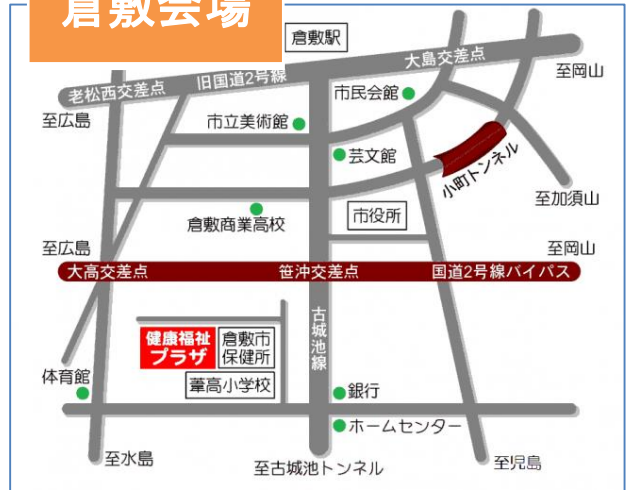 倉敷会場
倉敷駅
大島交差点
至岡山
老松西交差点
旧国道2号線
市民会館
至広島
市立美術館
芸文館
小町トンネル
至加須山
倉敷商業高校
市役所
至広島
至岡山
大高交差点
笹沖交差点
国道2号線バイパス
古城池線
健康福祉
プラザ
倉敷市
保健所
体育館
葦高小学校
銀行
ホームセンター
至水島
至古城池トンネル
至児島